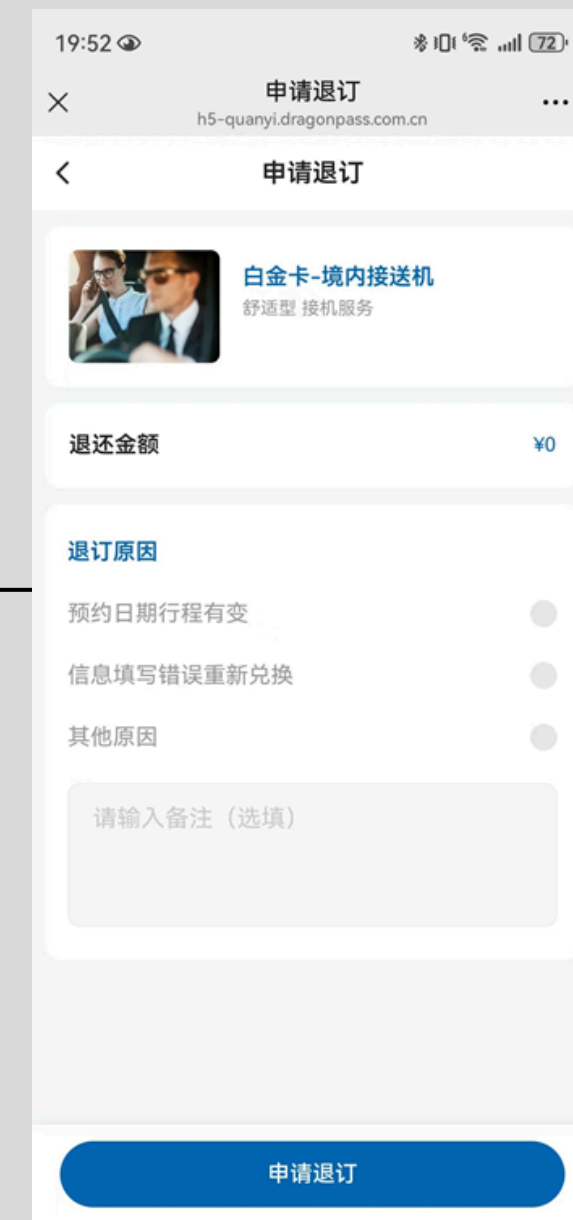 19:52
6
72
申请退订
h5-quanyi.dragonpass.com.cn
申请退订
白金卡-境内接送机
舒适型 接机服务
退还金额 ¥0
退订原因
预约日期行程有变
信息填写错误重新兑换
其他原因
请输入备注（选填）
申请退订